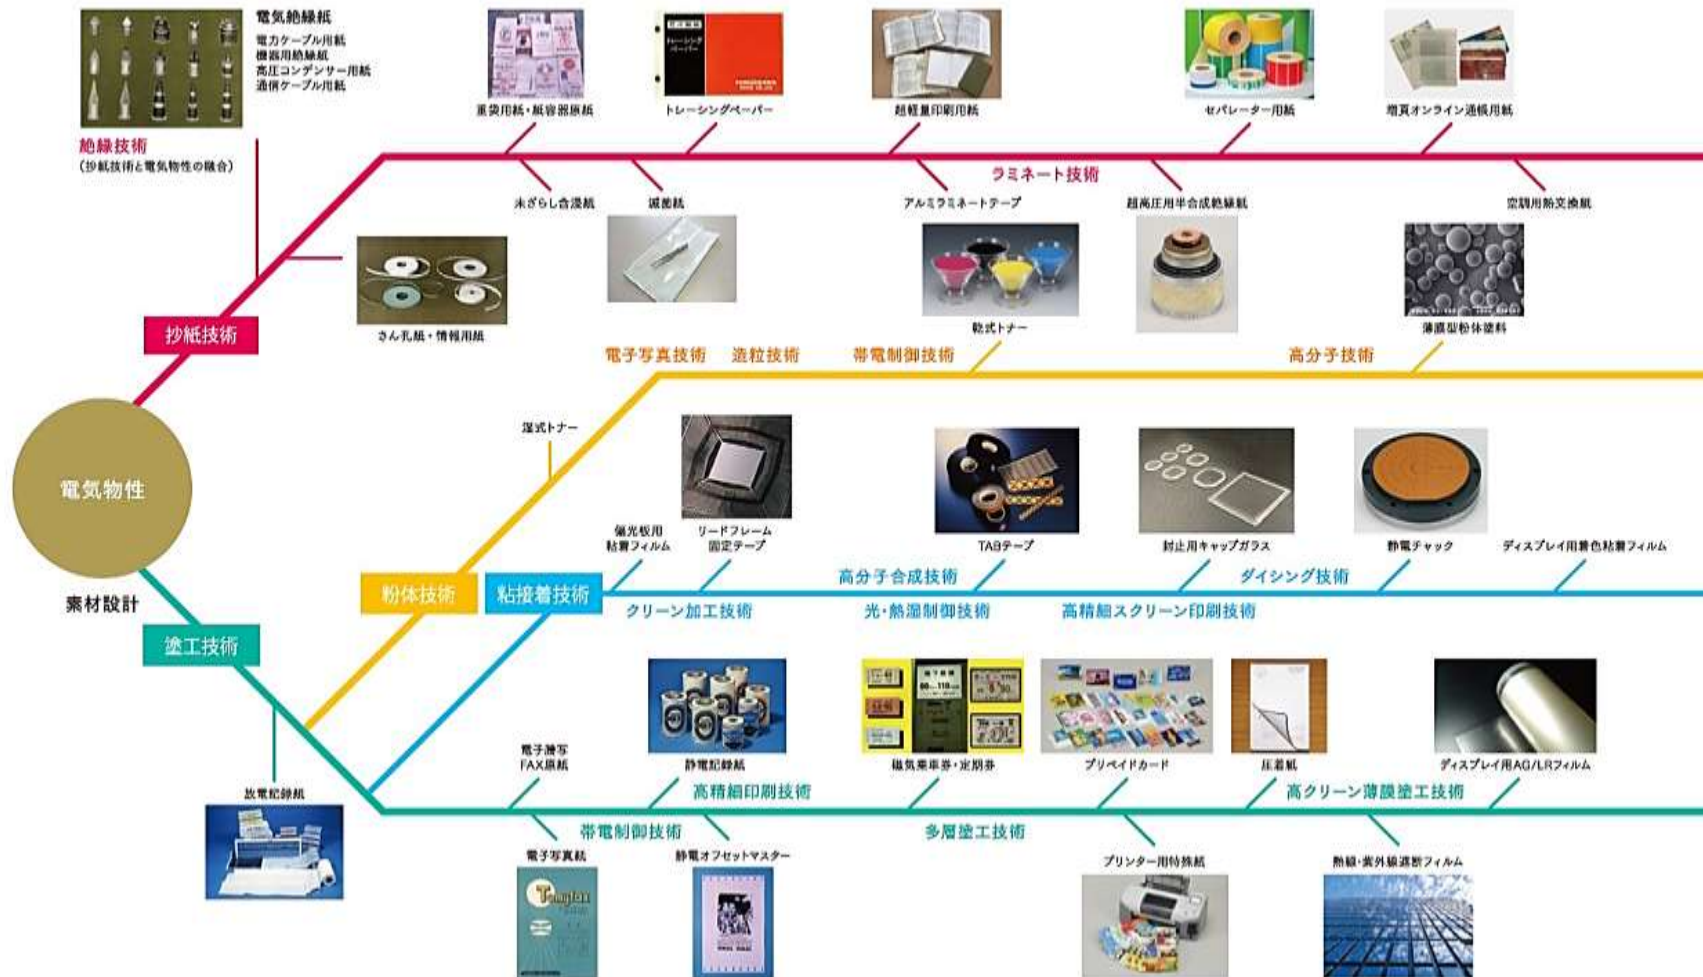 電気絶縁紙
電力ケーブル用紙
機器用絶縁紙
高圧コンデンサー用紙
通信ケーブル用紙
絶縁技術
(抄紙技術と電気物性の融合)
重袋用紙・紙容器原紙
トレーシングペーパー
超軽量印刷用紙
セパレーター用紙
増頁オンライン通帳用紙
ラミネート技術
未ざらし含浸紙
滅菌紙
アルミラミネートテープ
超高圧用半合成絶縁紙
空調用熱交換紙
さん孔紙・情報用紙
抄紙技術
乾式トナー
薄膜型粉体塗料
電子写真技術
造粒技術
帯電制御技術
高分子技術
湿式トナー
電気物性
素材設計
偏光板用
粘着フィルム
リードフレーム
固定テープ
TABテープ
封止用キャップガラス
静電チャック
ディスプレイ用着色粘着フィルム
高分子合成技術
ダイシング技術
粉体技術
粘接着技術
クリーン加工技術
光・熱湿制御技術
高精細スクリーン印刷技術
塗工技術
電子謄写
FAX原紙
静電記録紙
磁気乗車券・定期券
プリペイドカード
圧着紙
ディスプレイ用AG/LRフィルム
放電記録紙
高精細印刷技術
高クリーン薄膜塗工技術
帯電制御技術
多層塗工技術
電子写真紙
静電オフセットマスター
プリンター用特殊紙
熱線・紫外線遮断フィルム
Tomyfax